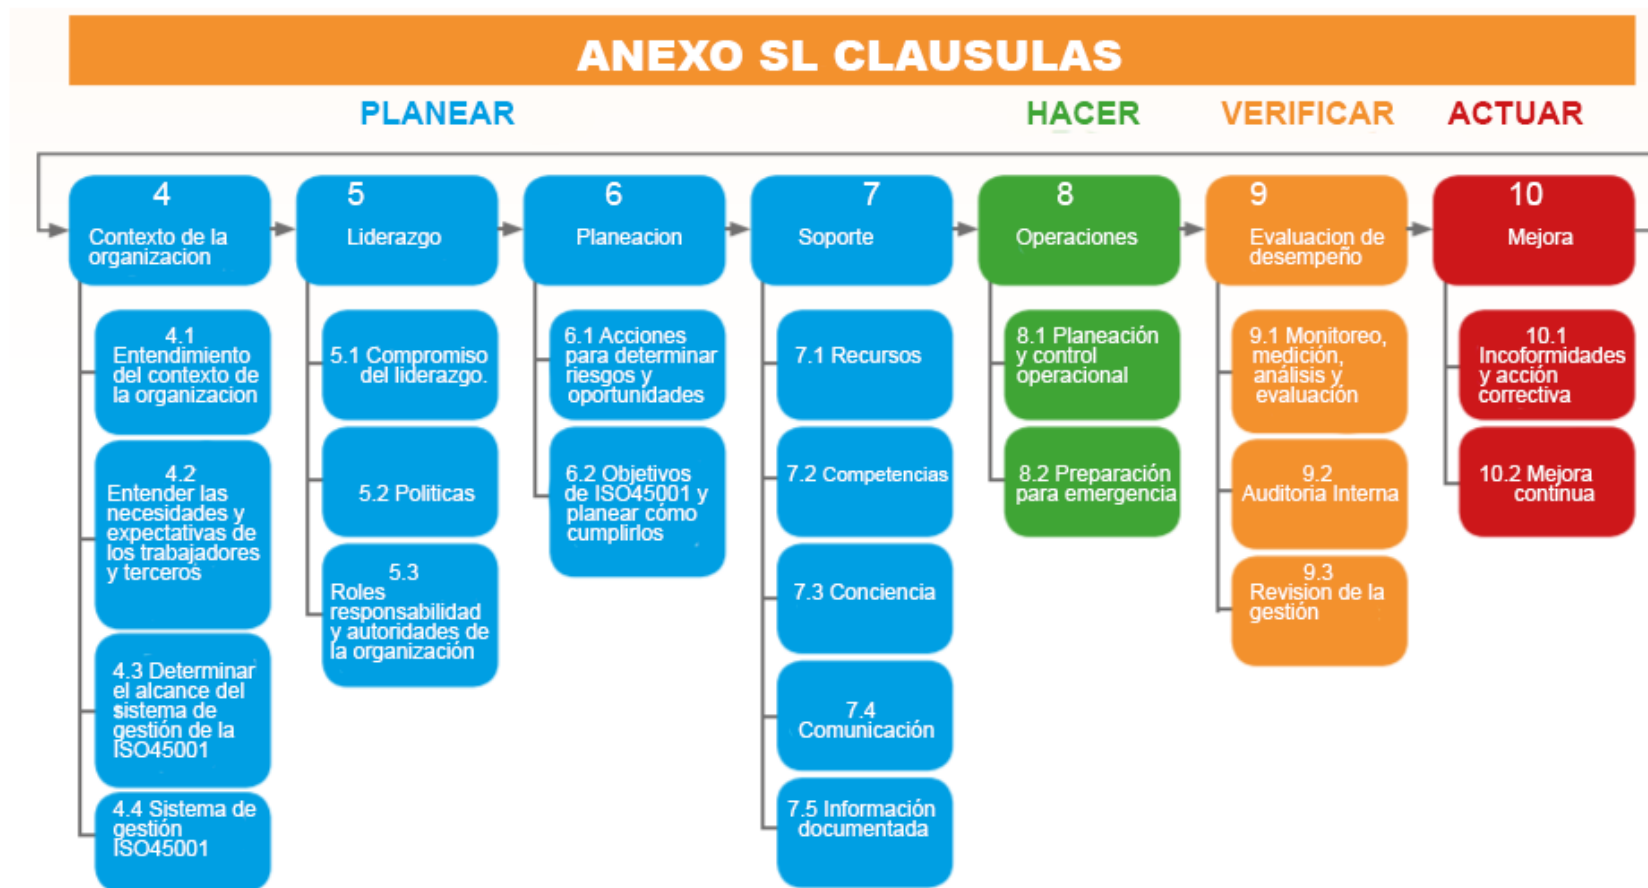 ANEXO SL CLAUSULAS
PLANEAR
HACER
VERIFICAR
ACTUAR
4
Contexto de la
organizacion
5
Liderazgo
6
Planeacion
7
Soporte
8
Operaciones
9
Evaluacion de
desempeño
10
Mejora
4.1
Entendimiento
del contexto de
la organizacion
4.2
Entender las
necesidades y
expectativas de
los trabajadores
y terceros
4.3 Determinar
el alcance del
sistema de
gestión de la
ISO45001
4.4 Sistema de
gestión
ISO45001
5.1 Compromiso
del liderazgo.
5.2 Politicas
5.3
Roles
responsabilidad
y autoridades de
la organización
6.1 Acciones
para determinar
riesgos y
oportunidades
6.2 Objetivos
de ISO45001 y
planear cómo
cumplirlos
7.1 Recursos
7.2 Competencias
7.3 Conciencia
7.4
Comunicación
7.5 Información
documentada
8.1 Planeación
y control
operacional
8.2 Preparación
para emergencia
9.1 Monitoreo,
medición,
análisis y
evaluación
9.2
Auditoria Interna
9.3
Revision de la
gestión
10.1
Incoformidades
y acción
correctiva
10.2 Mejora
continua